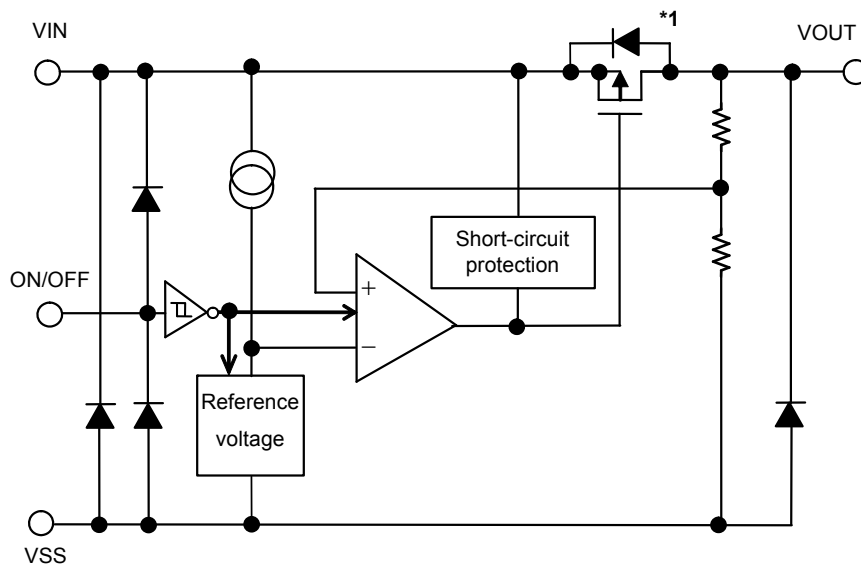 *1
VIN
VOUT
Short-circuit
protection
ON/OFF
+
−
Reference
voltage
VSS